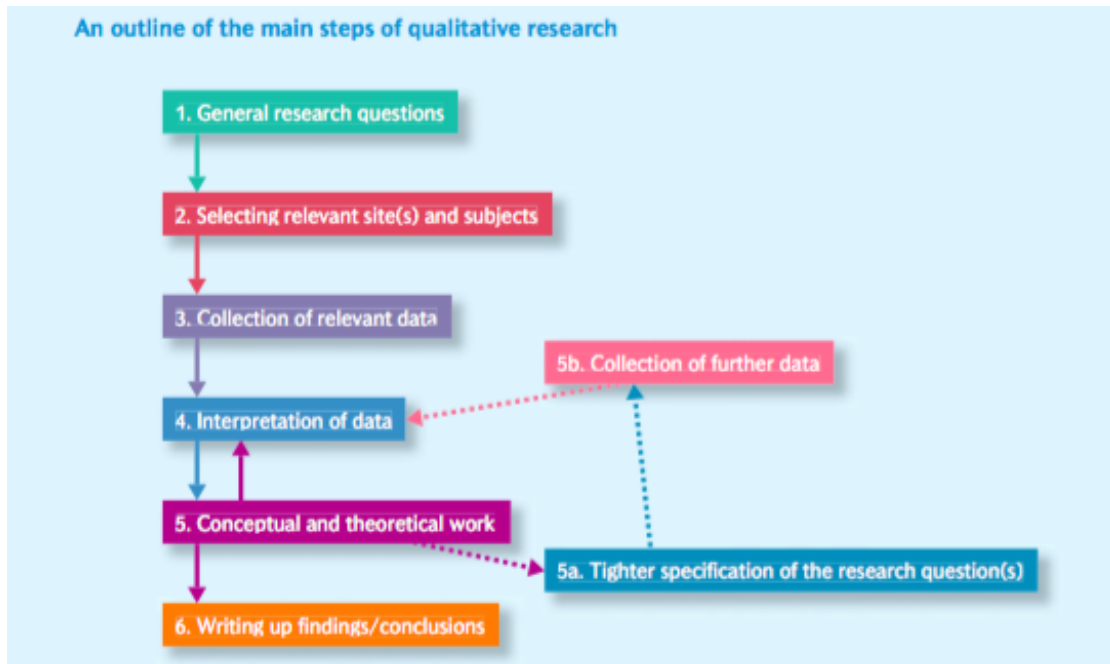 An outline of the main steps of qualitative research
1. General research questions
2. Selecting relevant site(s) and subjects
3. Collection of relevant data
5b. Collection of further data
4. Interpretation of data
5. Conceptual and theoretical work
5a. Tighter specification of the research question(s)
6. Writing up findings/conclusions